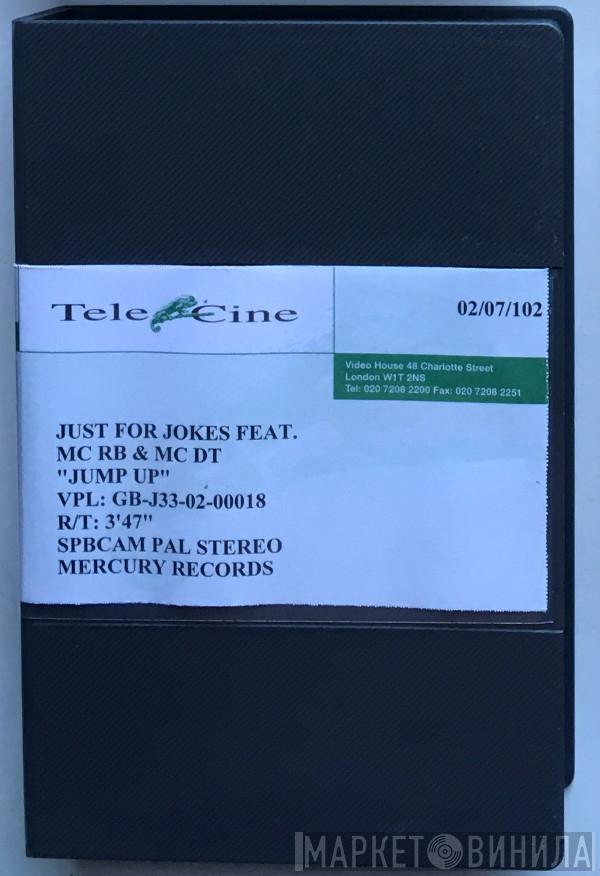 Tele Cine
02/07/102
Video House 48 Charlotte Street
London W1T 2NS
Tel: 020 7208 2200 Fax: 020 7208 2251
JUST FOR JOKES FEAT.
MC RB & MC DT
"JUMP UP"
VPL: GB-J33-02-00018
R/T: 3'47"
SPBCAM PAL STEREO
MERCURY RECORDS
МАРКЕТ ВИНИЛА